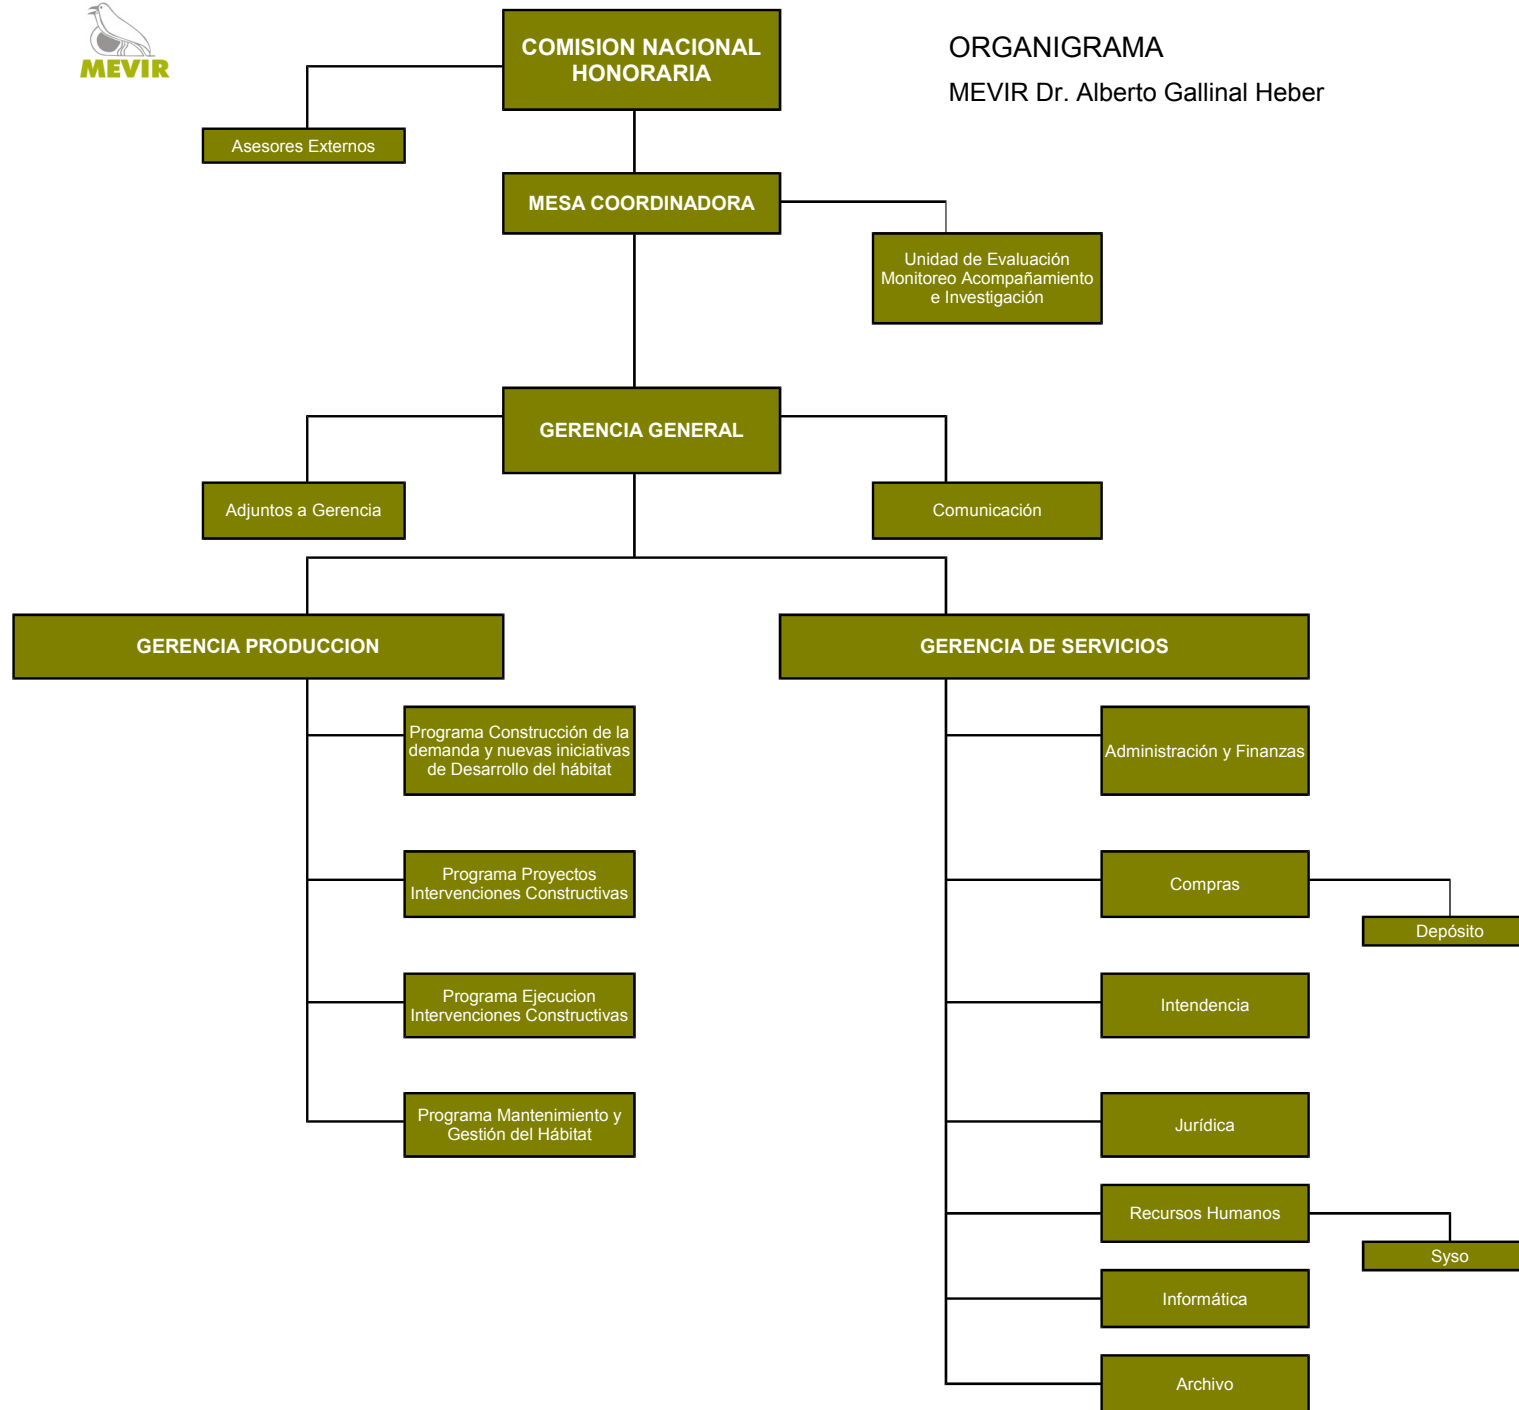 MEVIR
COMISION NACIONAL
HONORARIA
ORGANIGRAMA
MEVIR Dr. Alberto Gallinal Heber
Asesores Externos
MESA COORDINADORA
Unidad de Evaluación
Monitoreo Acompañamiento
e Investigación
GERENCIA GENERAL
Adjuntos a Gerencia
Comunicación
GERENCIA PRODUCCION
GERENCIA DE SERVICIOS
Programa Construcción de la
demanda y nuevas iniciativas
de Desarrollo del hábitat
Administración y Finanzas
Programa Proyectos
Intervenciones Constructivas
Compras
Depósito
Programa Ejecucion
Intervenciones Constructivas
Intendencia
Programa Mantenimiento y
Gestión del Hábitat
Jurídica
Recursos Humanos
Syso
Informática
Archivo